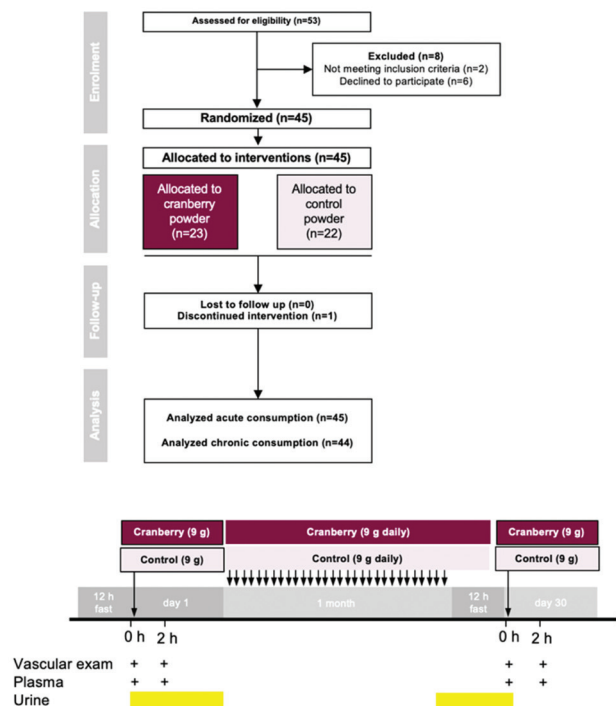 Assessed for eligibility (n=53)
Enrolment
Excluded (n=8)
Not meeting inclusion criteria (n=2)
Declined to participate (n=6)
Randomized (n=45)
Allocation
Allocated to interventions (n=45)
Allocated to
cranberry
powder
(n=23)
Allocated to
control
powder
(n=22)
Follow-up
Lost to follow up (n=0)
Discontinued intervention (n=1)
Analysis
Analyzed acute consumption (n=45)
Analyzed chronic consumption (n=44)
Cranberry (9 g) Cranberry (9 g daily) Cranberry (9 g)
Control (9 g) Control (9 g daily) Control (9 g)
12 h
fast
day 1
1 month
12 h
fast
day 30
0 h 2 h 0 h 2 h
Vascular exam + + + +
Plasma + + + +
Urine